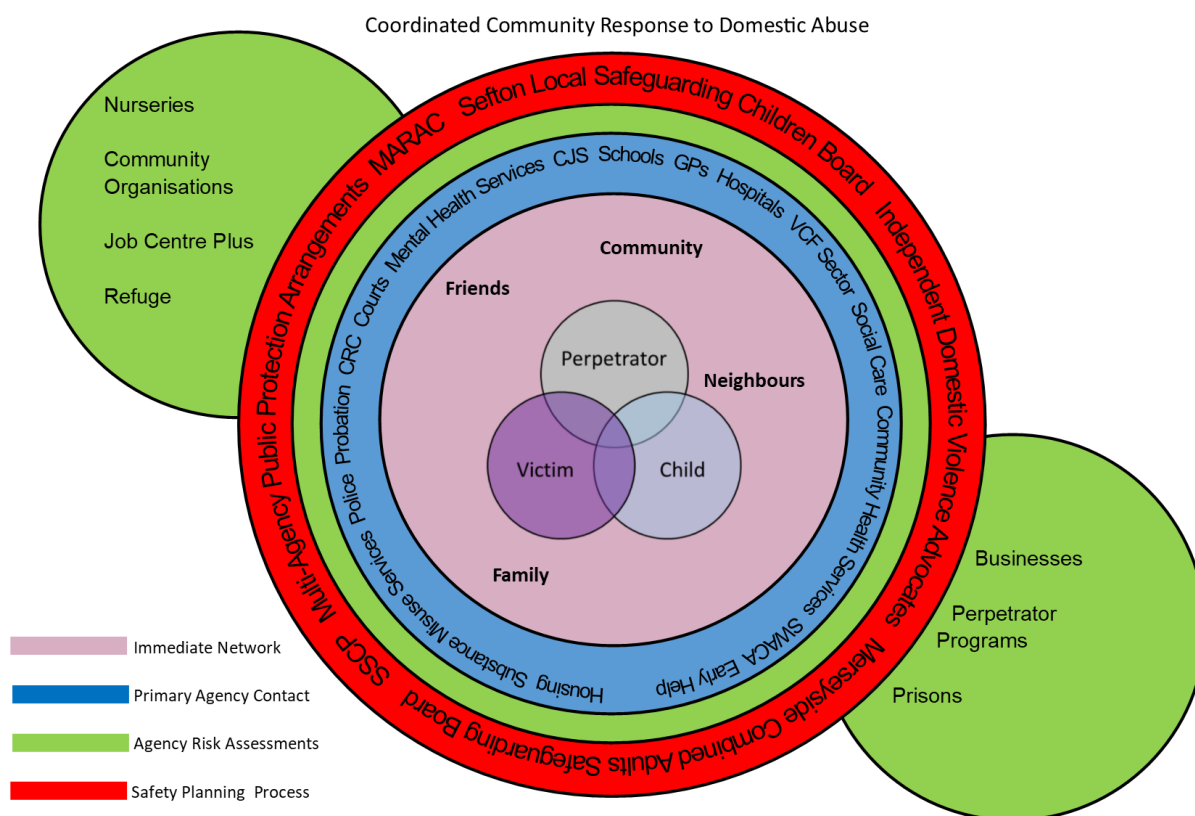 Coordinated Community Response to Domestic Abuse
Nurseries
Community
Organisations
Job Centre Plus
Refuge
SSCP Multi-Agency Public Protection Arrangements MARAC Sefton Local Safeguarding Children Board Independent Domestic Violence Advocates Merseyside Combined Adults Safeguarding Board
Housing Substance Misuse Services Police Probation CRC Courts Mental Health Services CJS Schools GPs Hospitals VCF Sector Social Care Community Health Services SWACA Early Help
Community
Friends
Perpetrator
Neighbours
Victim
Child
Family
Businesses
Perpetrator
Programs
Prisons
Immediate Network
Primary Agency Contact
Agency Risk Assessments
Safety Planning Process